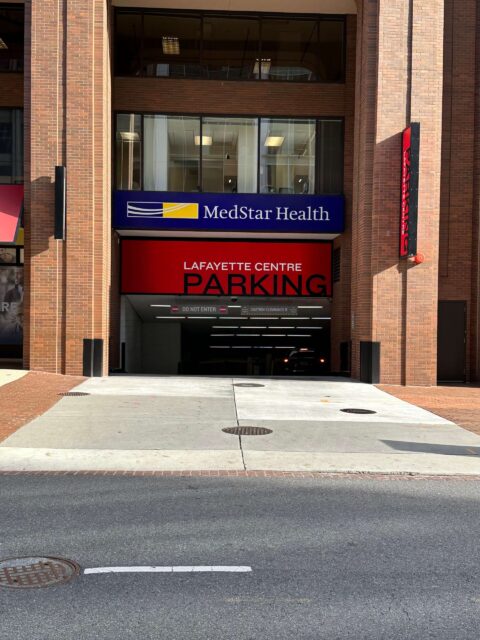 MedStar Health
LAFAYETTE CENTRE
PARKING
DO NOT ENTER